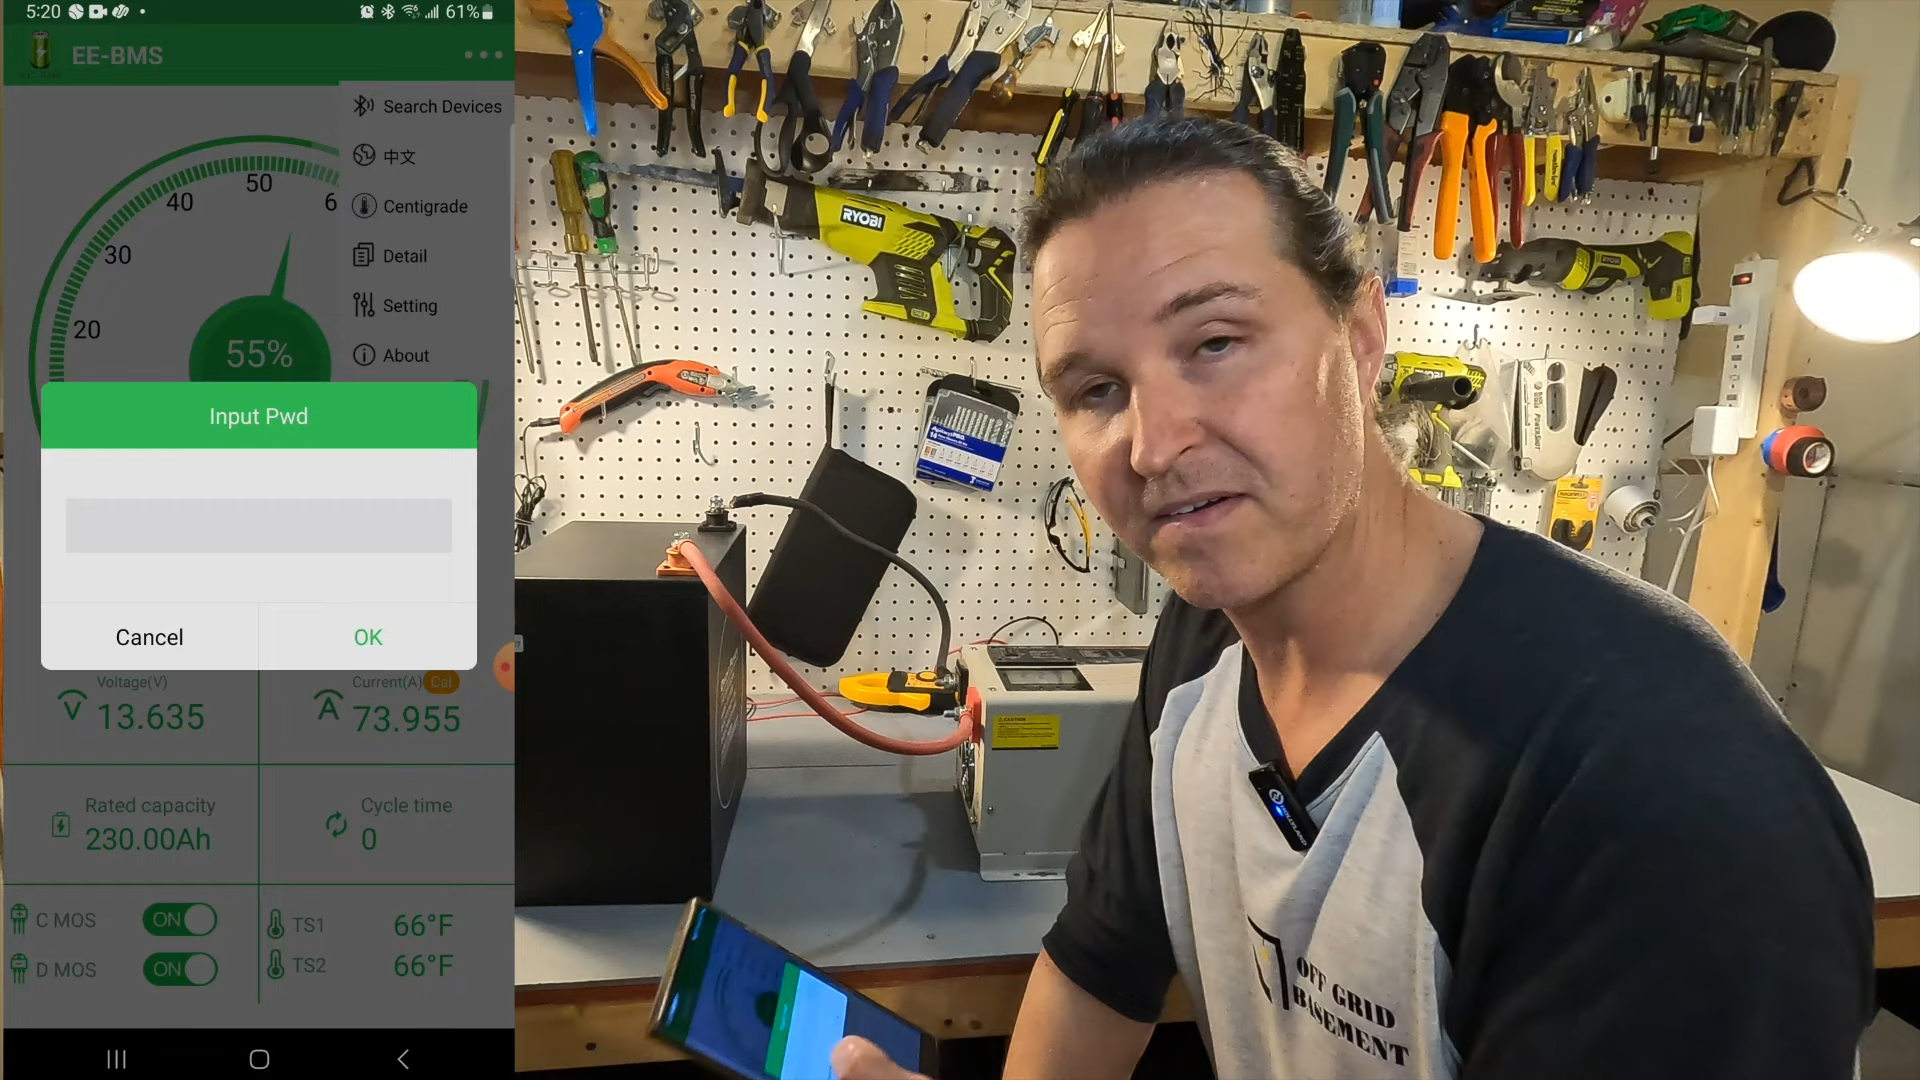 5:20
61%
EE-BMS
Search Devices
中文
Centigrade
Detail
Setting
About
20
30
40
50
6
55%
Input Pwd
Cancel
OK
Voltage(V)
13.635
Current(A) Cal
73.955
Rated capacity
230.00Ah
Cycle time
0
C MOS
ON
D MOS
ON
TS1
66°F
TS2
66°F
RYOBI
CAUTION
HOLLYLAND
OFF GRID
BASEMENT